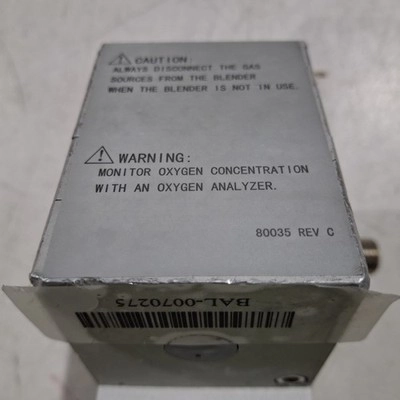 CAUTION:
ALWAYS DISCONNECT THE GAS
SOURCES FROM THE BLENDER
WHEN THE BLENDER IS NOT IN USE.
WARNING:
MONITOR OXYGEN CONCENTRATION
WITH AN OXYGEN ANALYZER.
80035 REV C
BAL-0070275